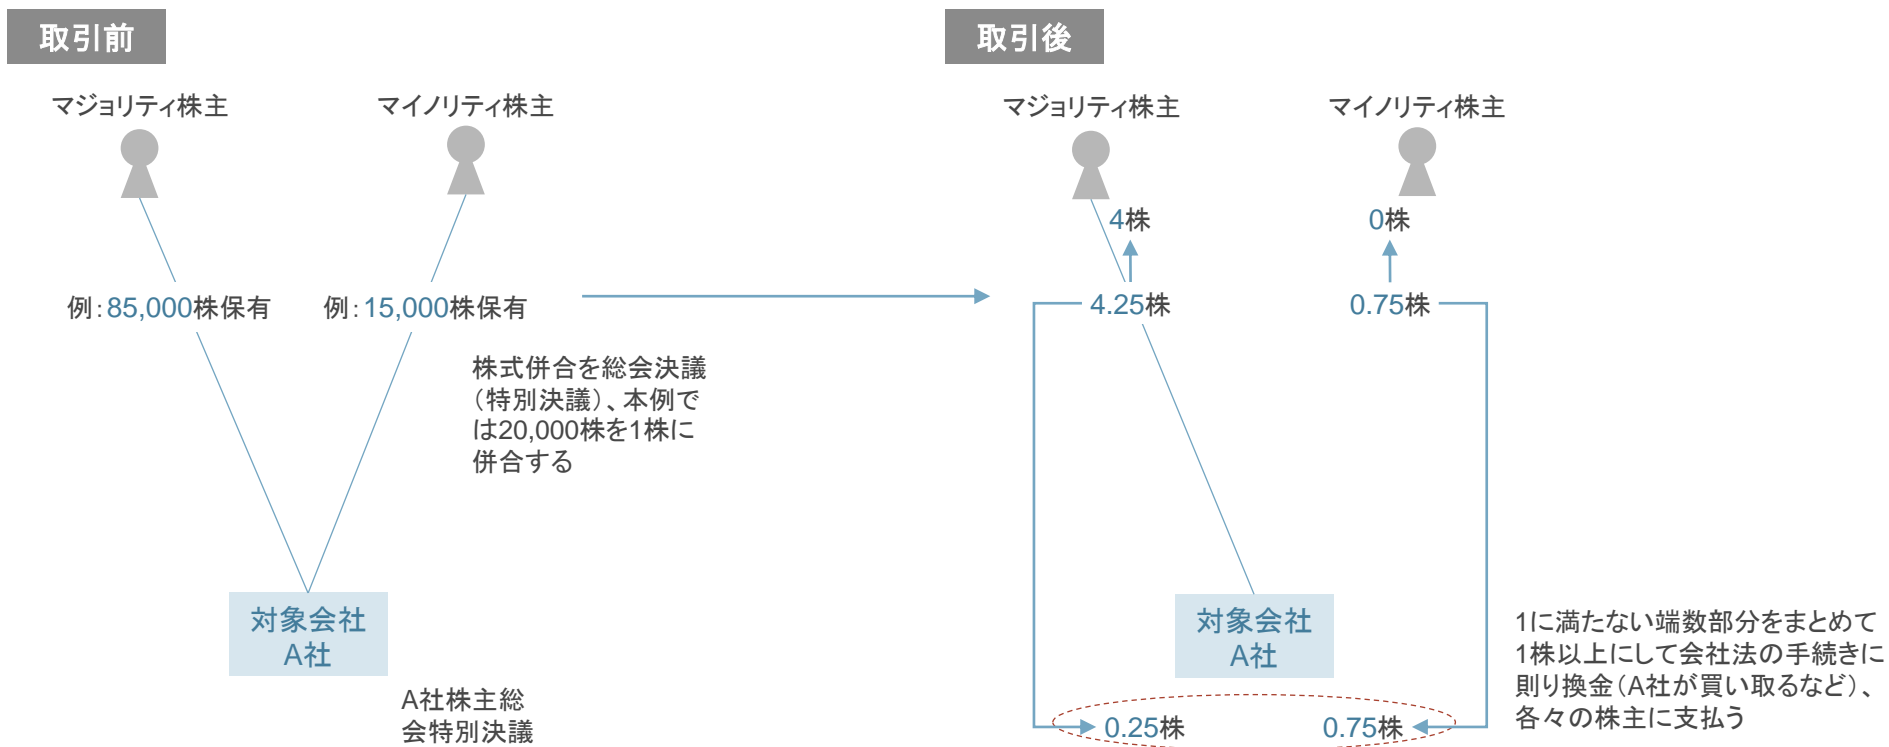 取引前
マジョリティ株主
マイノリティ株主
例：85,000株保有
例：15,000株保有
株式併合を総会決議
（特別決議）、本例で
は20,000株を1株に
併合する
対象会社
A社
A社株主総
会特別決議
取引後
マジョリティ株主
マイノリティ株主
4株
0株
4.25株
0.75株
対象会社
A社
0.25株
0.75株
1に満たない端数部分をまとめて
1株以上にして会社法の手続きに
則り換金（A社が買い取るなど）、
各々の株主に支払う